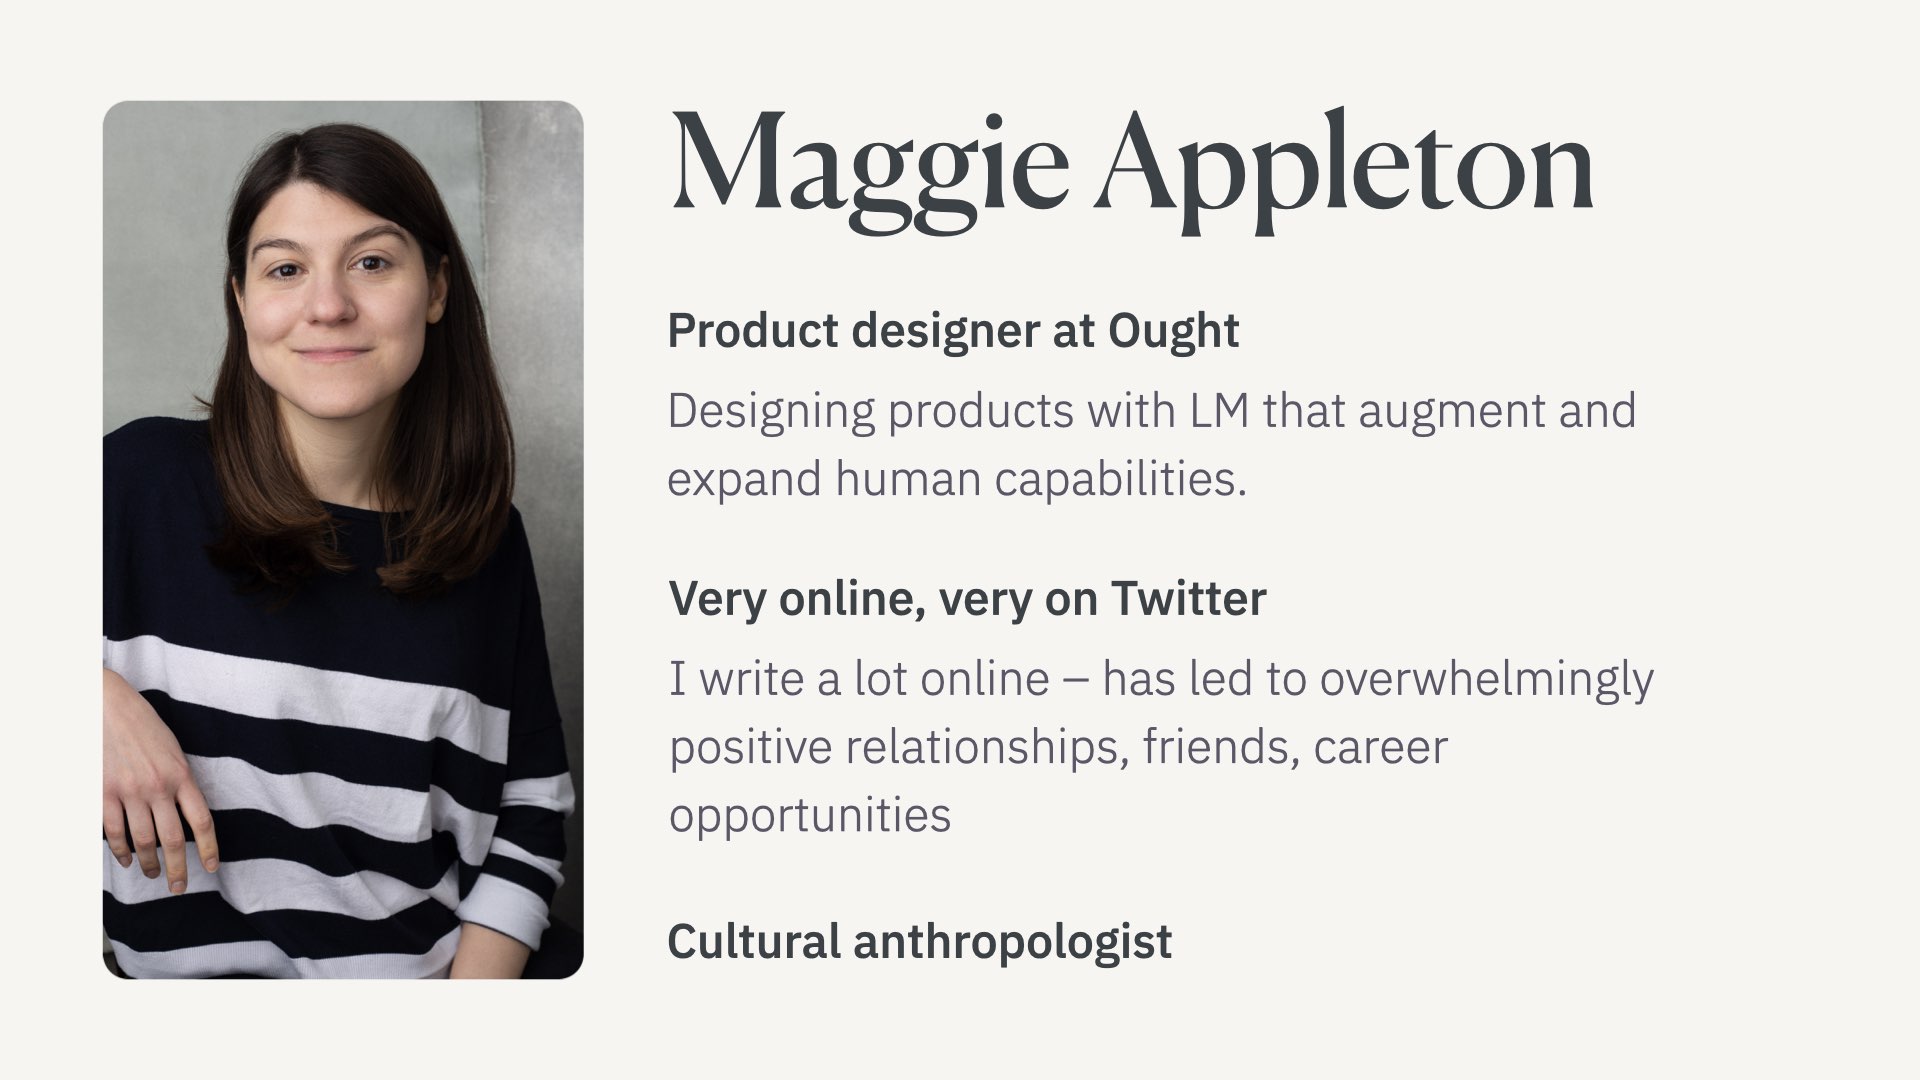 Maggie Appleton
Product designer at Ought
Designing products with LM that augment and
expand human capabilities.
Very online, very on Twitter
I write a lot online – has led to overwhelmingly
positive relationships, friends, career
opportunities
Cultural anthropologist